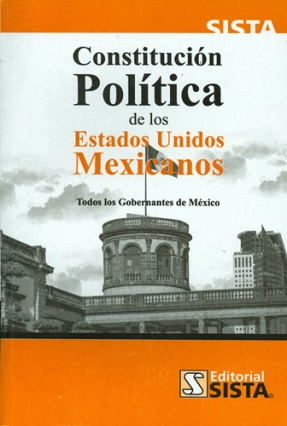 SISTA
Constitución
Política
de los
Estados Unidos
Mexicanos
Todos los Gobernantes de México
S
Editorial
SISTA®